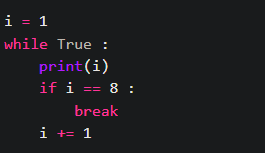 i = 1
while True :
    print(i)
    if i == 8 :
        break
    i += 1